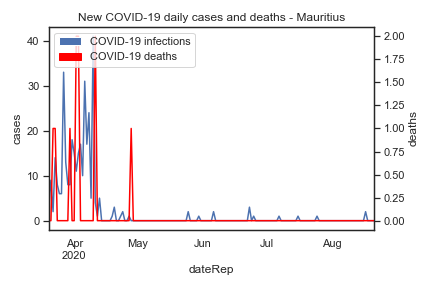 New COVID-19 daily cases and deaths - Mauritius
COVID-19 infections
COVID-19 deaths
40
30
20
10
0
cases
2.00
1.75
1.50
1.25
1.00
0.75
0.50
0.25
0.00
deaths
Apr
2020
May
Jun
Jul
Aug
dateRep